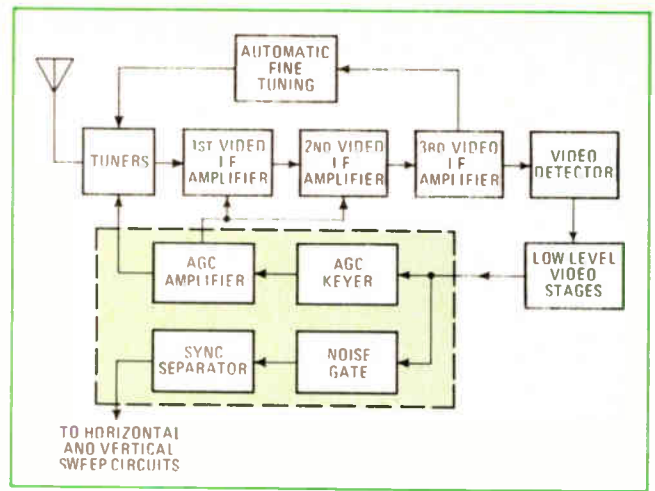 AUTOMATIC
FINE
TUNING
TUNERS
1ST VIDEO
I F
AMPLIFIER
2ND VIDEO
I F
AMPLIFIER
3RD VIDEO
I F
AMPLIFIER
VIDEO
DETECTOR
AGC
AMPLIFIER
AGC
KEYER
LOW LEVEL
VIDEO
STAGES
SYNC
SEPARATOR
NOISE
GATE
TO HORIZONTAL
AND VERTICAL
SWEEP CIRCUITS